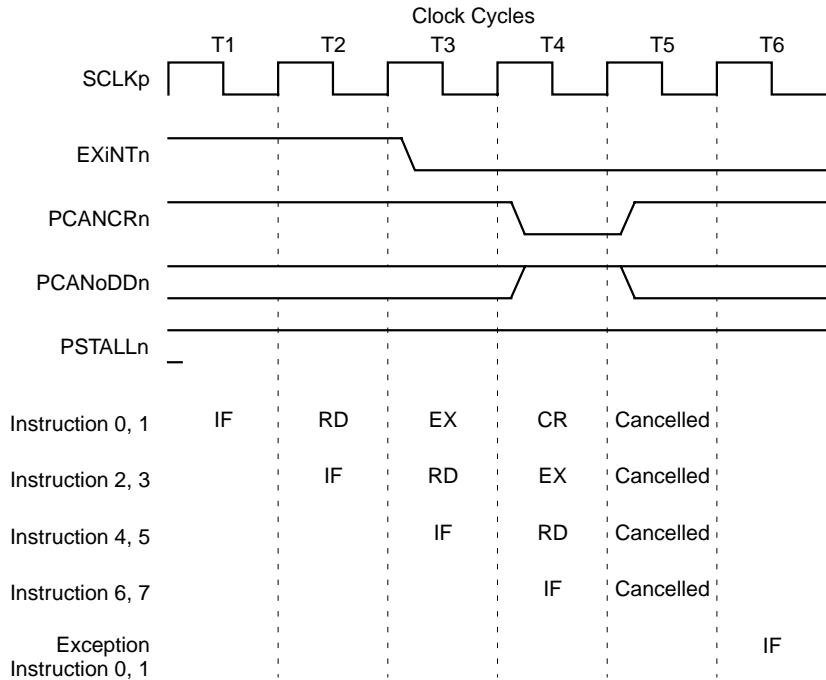 Clock Cycles
T1 T2 T3 T4 T5 T6
SCLKp
EXiNTn
PCANCRn
PCANoDDn
PSTALLn
Instruction 0, 1 IF RD EX CR Cancelled
Instruction 2, 3 IF RD EX Cancelled
Instruction 4, 5 IF RD Cancelled
Instruction 6, 7 IF Cancelled
Exception IF
Instruction 0, 1